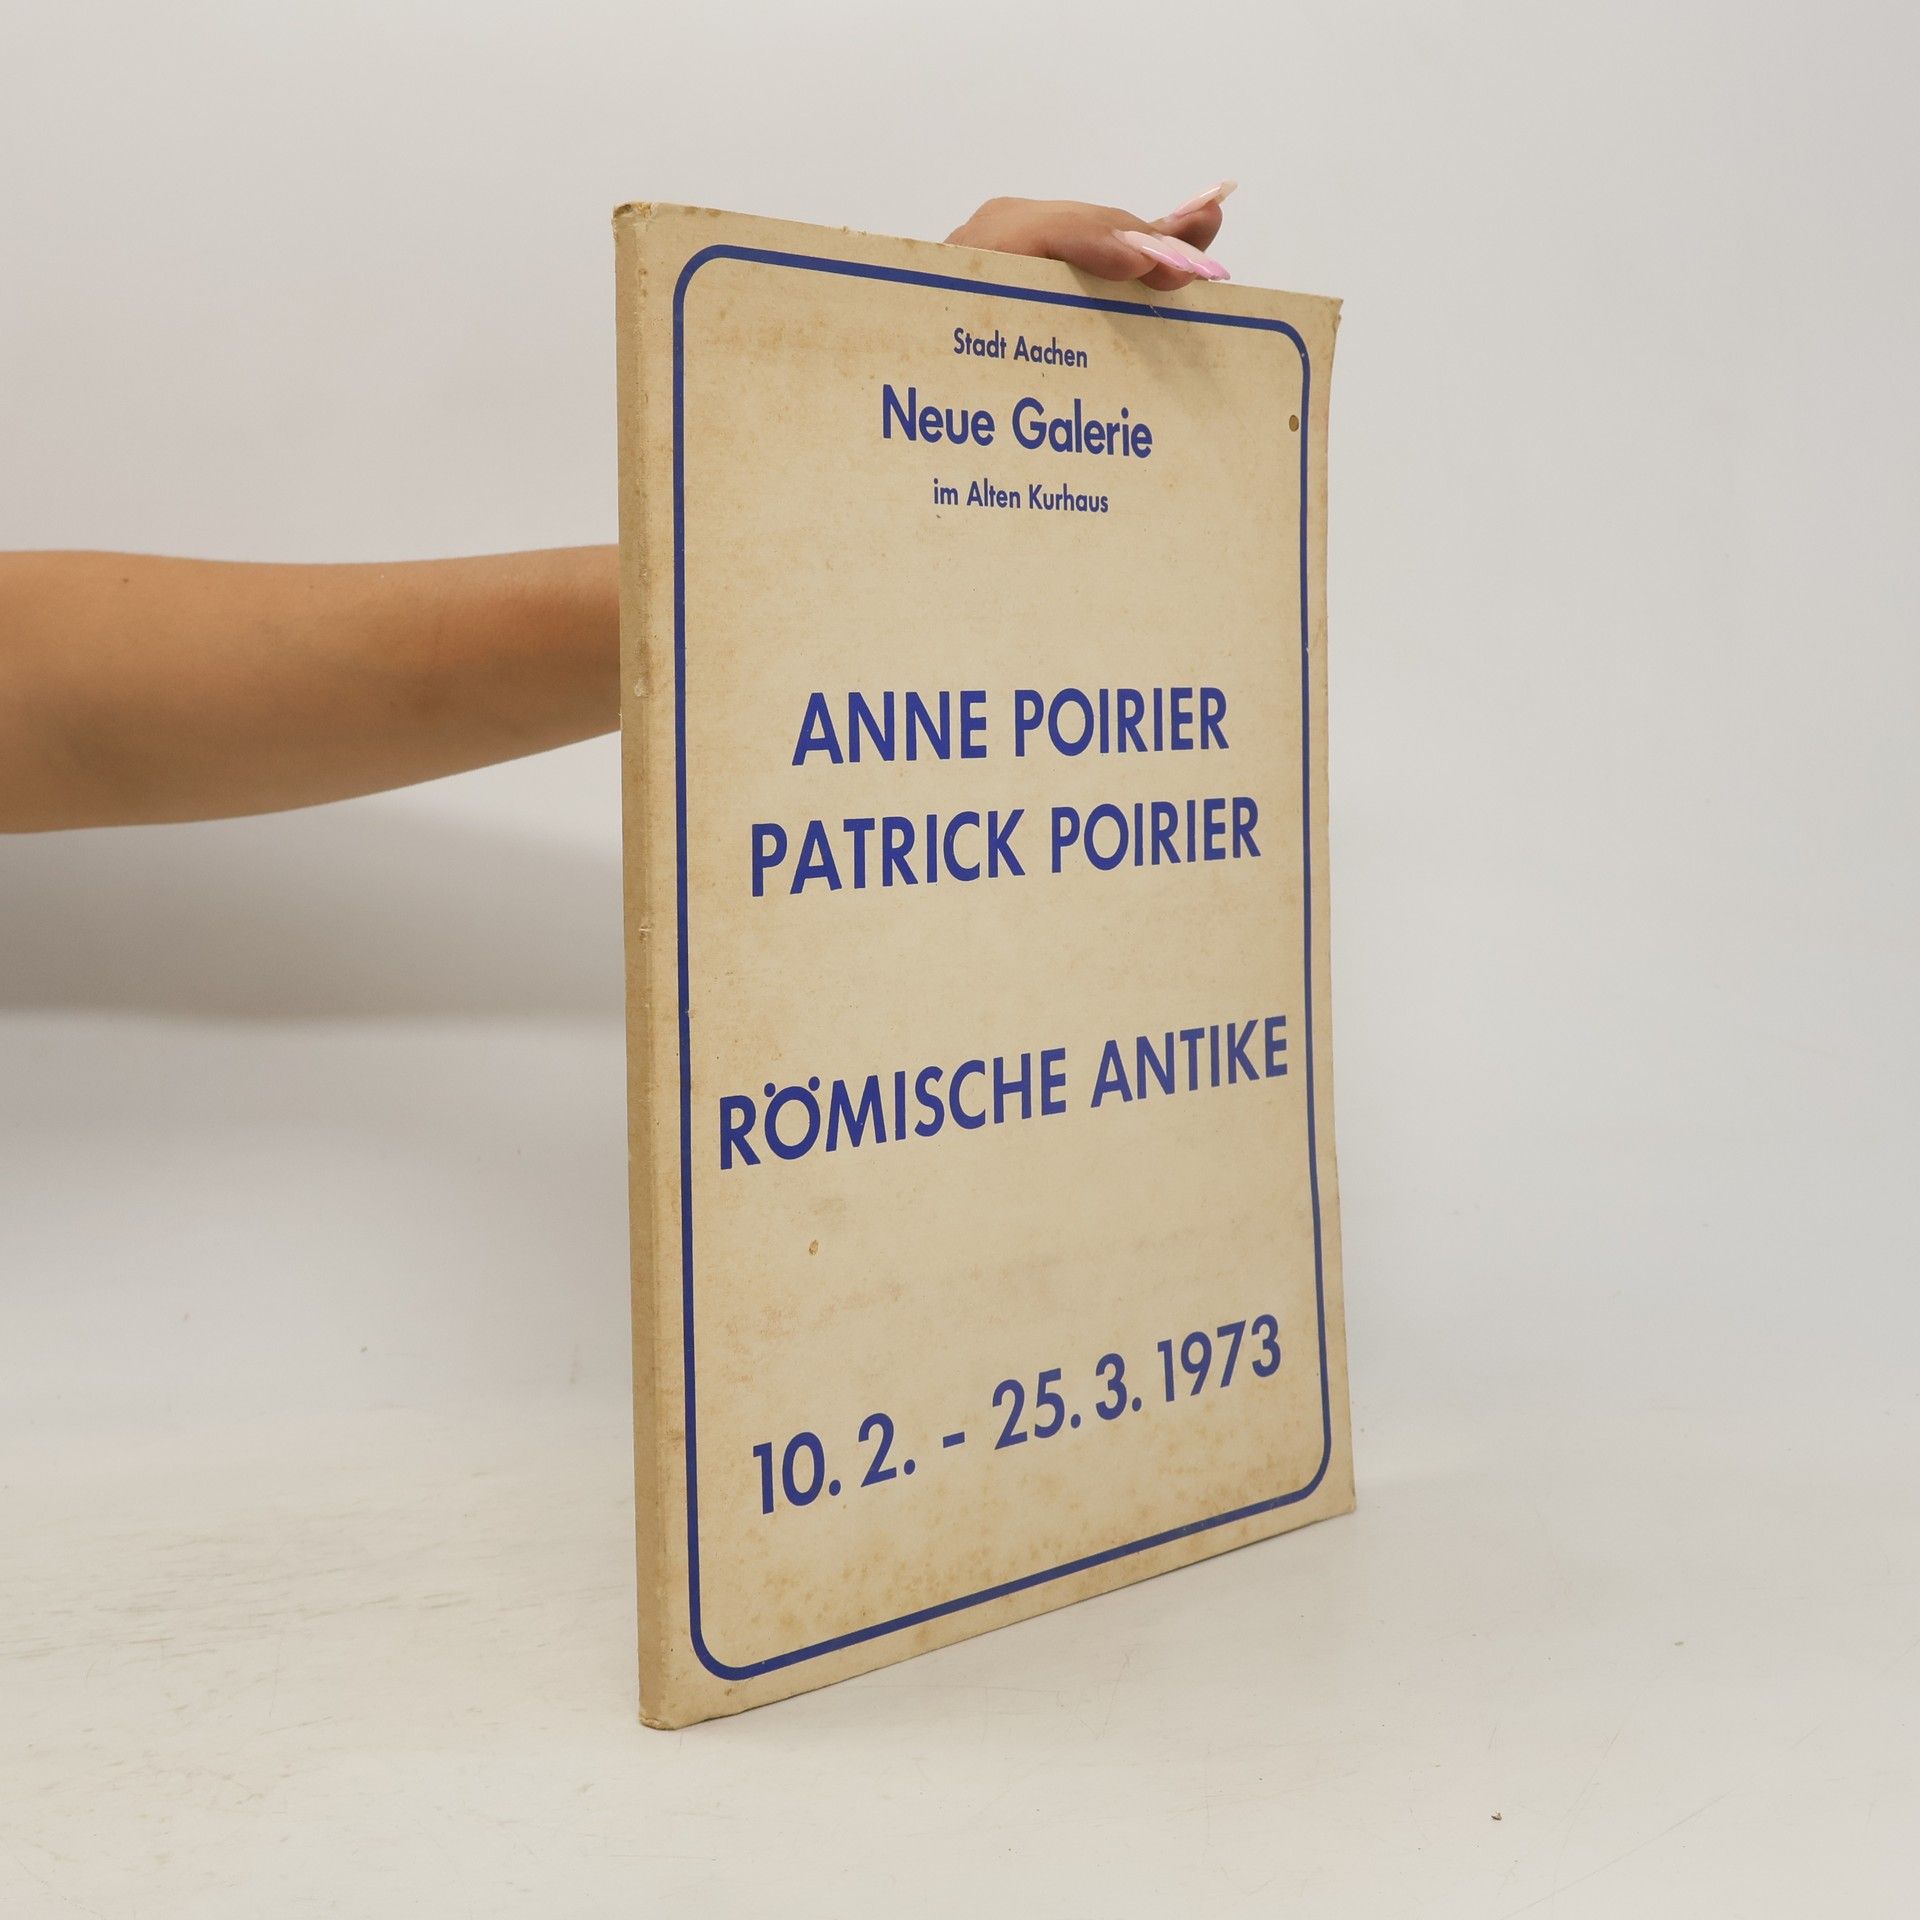 Stadt Aachen
Neue Galerie
im Alten Kurhaus
ANNE POIRIER
PATRICK POIRIER
RÖMISCHE ANTIKE
10. 2. - 25. 3. 1973